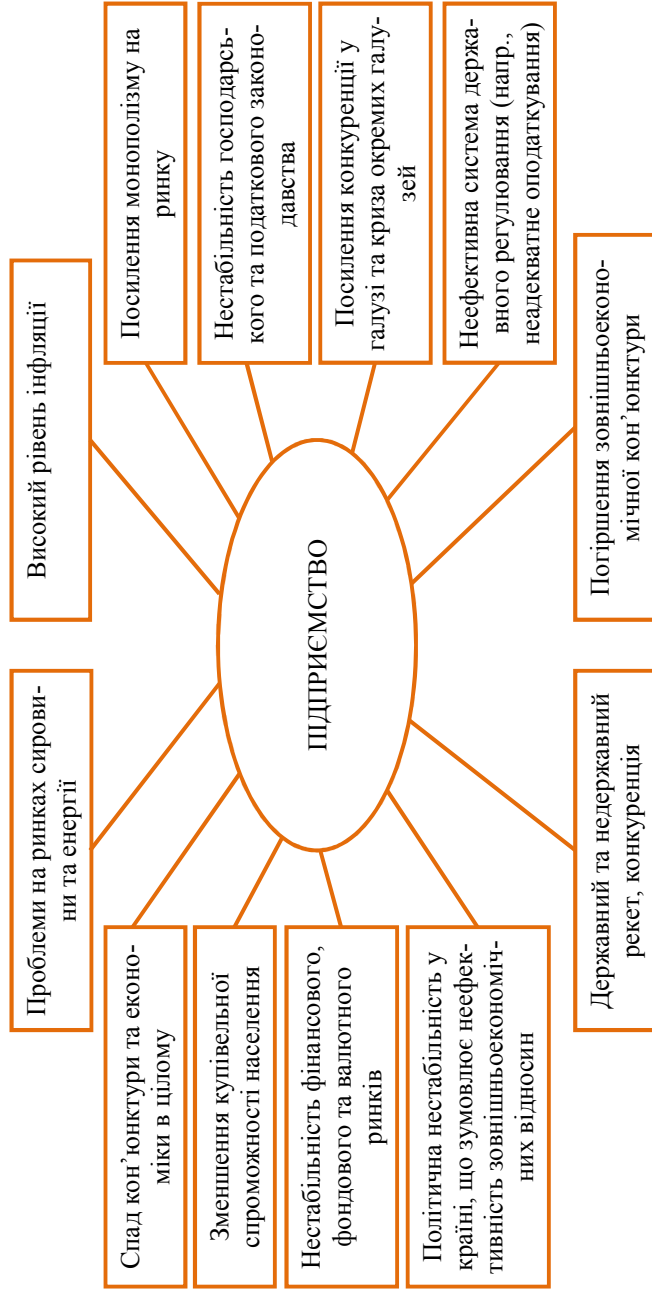 Проблеми на ринках сирови-
ни та енергії
Високий рівень інфляції
Спад кон’юнктури та еконо-
міки в цілому
Зменшення купівельної
спроможності населення
Нестабільність фінансового,
фондового та валютного
ринків
Політична нестабільність у
країні, що зумовлює неефек-
тивність зовнішньоекономіч-
них відносин
ПІДПРИЄМСТВО
Посилення монополізму на
ринку
Нестабільність господарсь-
кого та податкового законо-
давства
Посилення конкуренції у
галузі та криза окремих галу-
зей
Неефективна система держа-
вного регулювання (напр.,
неадекватне оподаткування)
Державний та недержавний
рекет, конкуренція
Погіршення зовнішньоеконо-
мічної кон’юнктури